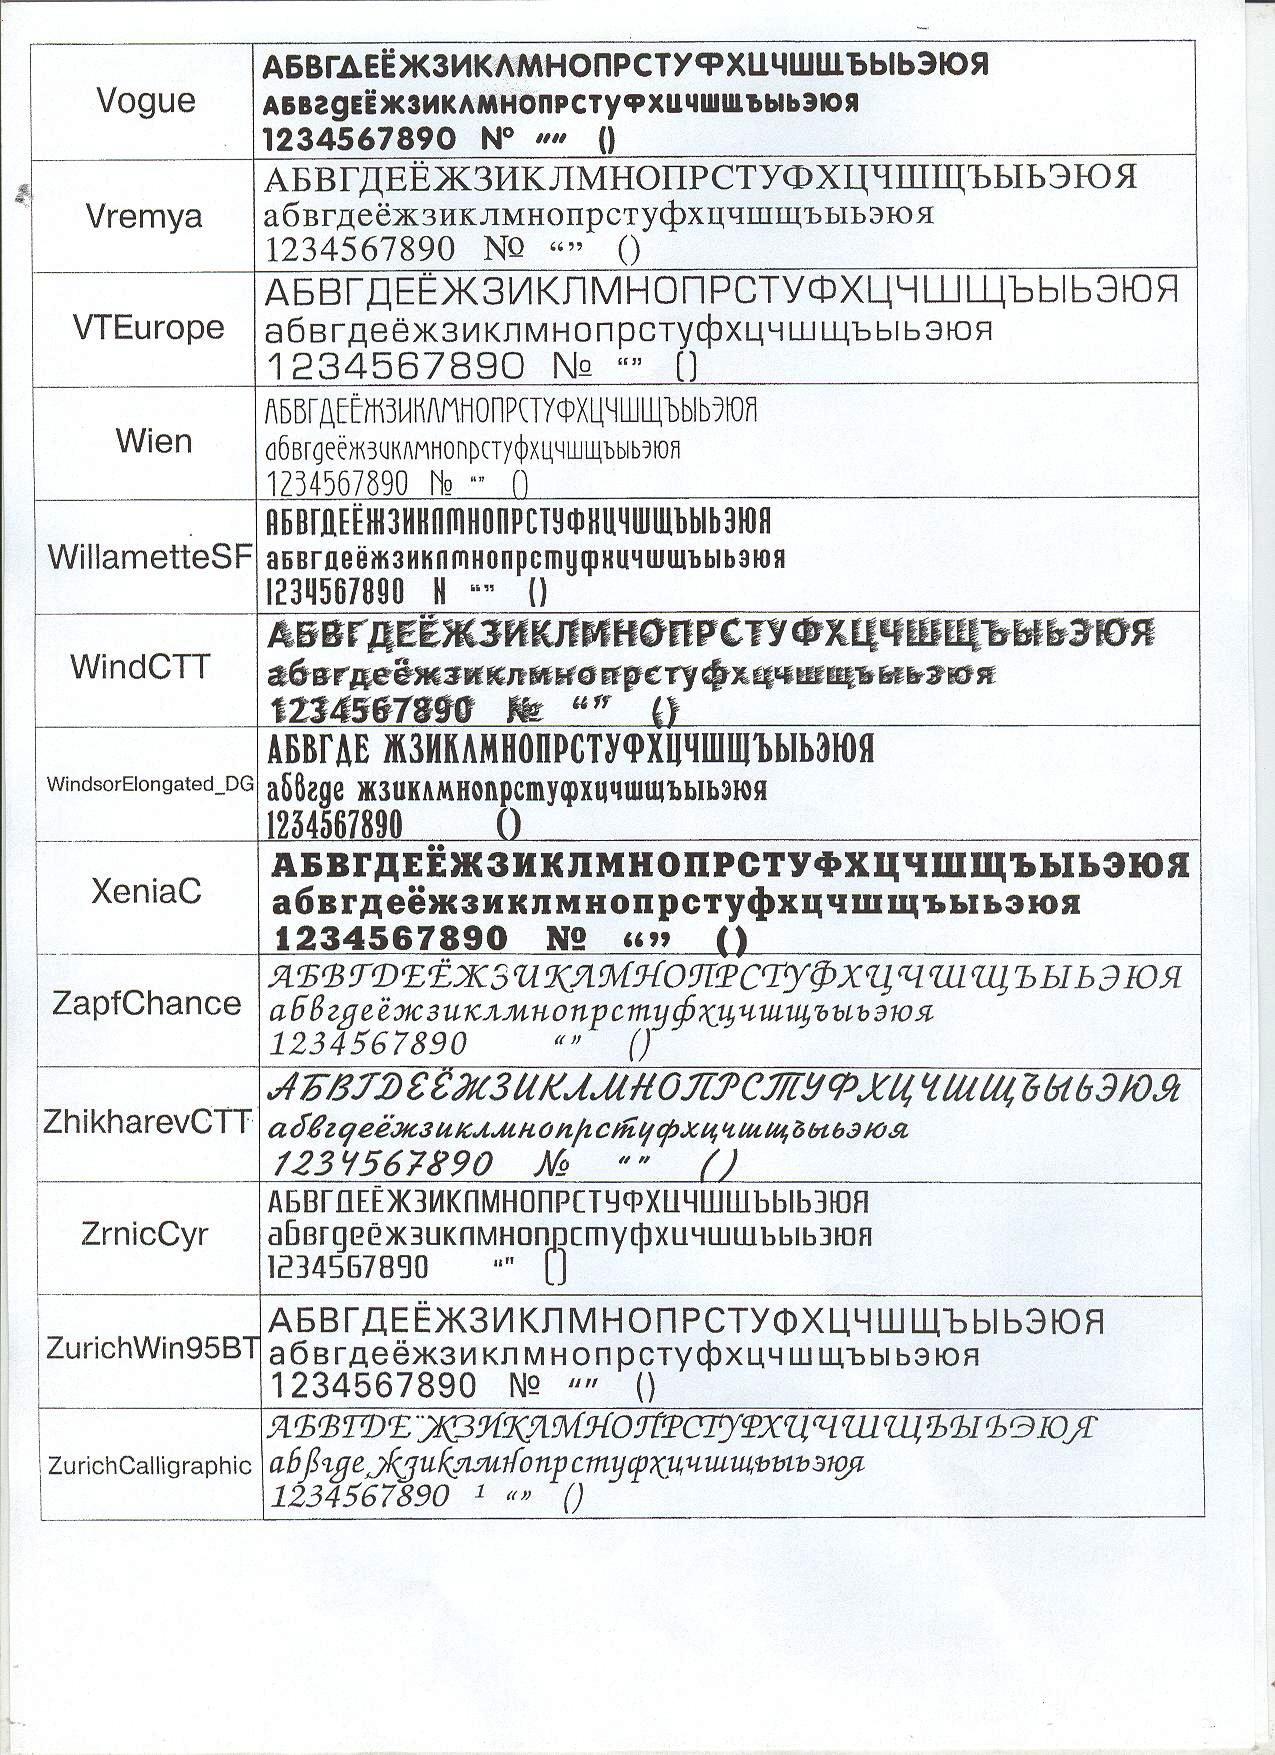 Vogue
АБВГДЕЁЖЗИКЛМНОПРСТУФХЦЧШЩЪЫЬЭЮЯ
абвгдеёжзиклмнопрстуфхцчшщъыьэюя
1234567890 № "" ()
Vremya
АБВГДЕЁЖЗИКЛМНОПРСТУФХЦЧШЩЪЫЬЭЮЯ
абвгдеёжзиклмнопрстуфхцчшщъыьэюя
1234567890 № “” ()
VTEurope
АБВГДЕЁЖЗИКЛМНОПРСТУФХЦЧШЩЪЫЬЭЮЯ
абвгдеёжзиклмнопрстуфхцчшщъыьэюя
1234567890 № “” ()
Wien
АБВГДЕЁЖЗИКЛМНОПРСТУФХЦЧШЩЪЫЬЭЮЯ
абвгдеёжзиклмнопрстуфхцчшщъыьэюя
1234567890 № “” ()
WillametteSF
АБВГДЕЁЖЗИКЛМНОПРСТУФХЦЧШЩЪЫЬЭЮЯ
абвгдеёжзиклмнопрстуфхцчшщъыьэюя
1234567890 N “” ()
WindCTT
АБВГДЕЁЖЗИКЛМНОПРСТУФХЦЧШЩЪЫЬЭЮЯ
абвгдеёжзиклмнопрстуфхцчшщъыьэюя
1234567890 № “” ()
WindsorElongated_DG
АБВГДЕ ЖЗИКЛМНОПРСТУФХЦЧШЩЪЫЬЭЮЯ
абвгде жзиклмнопрстуфхцчшщъыьэюя
1234567890 ()
XeniaC
АБВГДЕЁЖЗИКЛМНОПРСТУФХЦЧШЩЪЫЬЭЮЯ
абвгдеёжзиклмнопрстуфхцчшщъыьэюя
1234567890 № “” ()
ZapfChance
АБВГДЕЁЖЗИКЛМНОПРСТУФХЦЧШЩЪЫЬЭЮЯ
абвгдеёжзиклмнопрстуфхцчшщъыьэюя
1234567890 “” ()
ZhikharevCTT
АБВГДЕЁЖЗИКЛМНОПРСТУФХЦЧШЩЪЫЬЭЮЯ
абвгдеёжзиклмнопрстуфхцчшщъыьэюя
1234567890 № “” ()
ZrnicCyr
АБВГДЕЁЖЗИКЛМНОПРСТУФХЦЧШЩЪЫЬЭЮЯ
абвгдеёжзиклмнопрстуфхцчшщъыьэюя
1234567890 “" ()
ZurichWin95BT
АБВГДЕЁЖЗИКЛМНОПРСТУФХЦЧШЩЪЫЬЭЮЯ
абвгдеёжзиклмнопрстуфхцчшщъыьэюя
1234567890 № “” ()
ZurichCalligraphic
АБВГДЕ¨ЖЗИКЛМНОПРСТУФХЦЧШЩЪЫЬЭЮЯ
абвгде¸жзиклмнопрстуфхцчшщъыьэюя
1234567890 ¹ “” ()